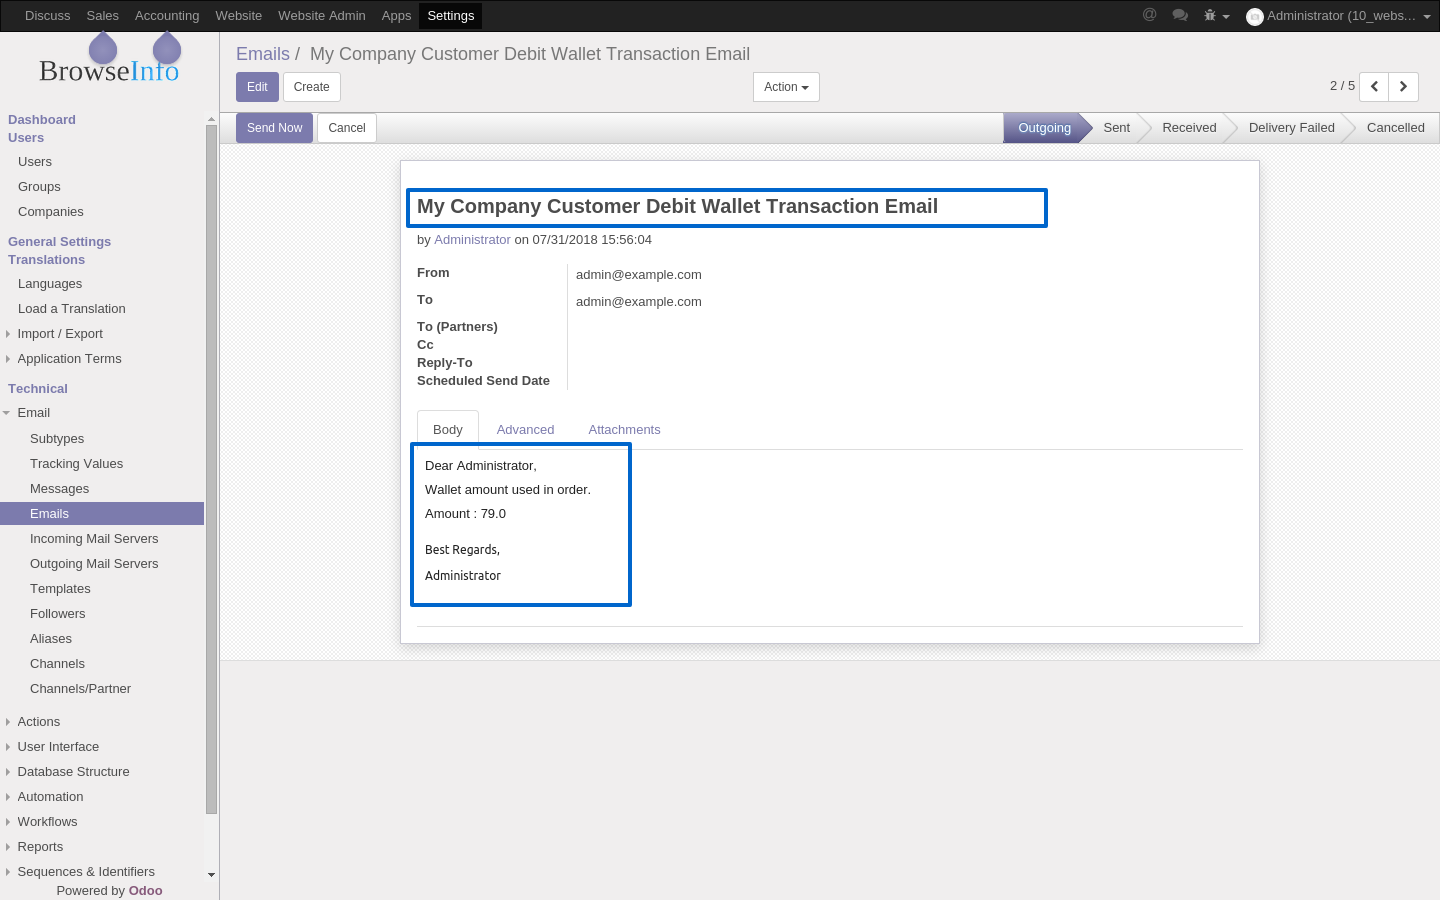 Discuss Sales Accounting Website Website Admin Apps Settings @ Administrator (10_webs...
BrowseInfo
Emails / My Company Customer Debit Wallet Transaction Email
Edit Create Action 2 / 5
Send Now Cancel Outgoing Sent Received Delivery Failed Cancelled
Dashboard
Users
Users
Groups
Companies
General Settings
Translations
Languages
Load a Translation
Import / Export
Application Terms
Technical
Email
Subtypes
Tracking Values
Messages
Emails
Incoming Mail Servers
Outgoing Mail Servers
Templates
Followers
Aliases
Channels
Channels/Partner
Actions
User Interface
Database Structure
Automation
Workflows
Reports
Sequences & Identifiers
Powered by Odoo
My Company Customer Debit Wallet Transaction Email
by Administrator on 07/31/2018 15:56:04
From admin@example.com
To admin@example.com
To (Partners)
Cc
Reply-To
Scheduled Send Date
Body Advanced Attachments
Dear Administrator,
Wallet amount used in order.
Amount : 79.0
Best Regards,
Administrator